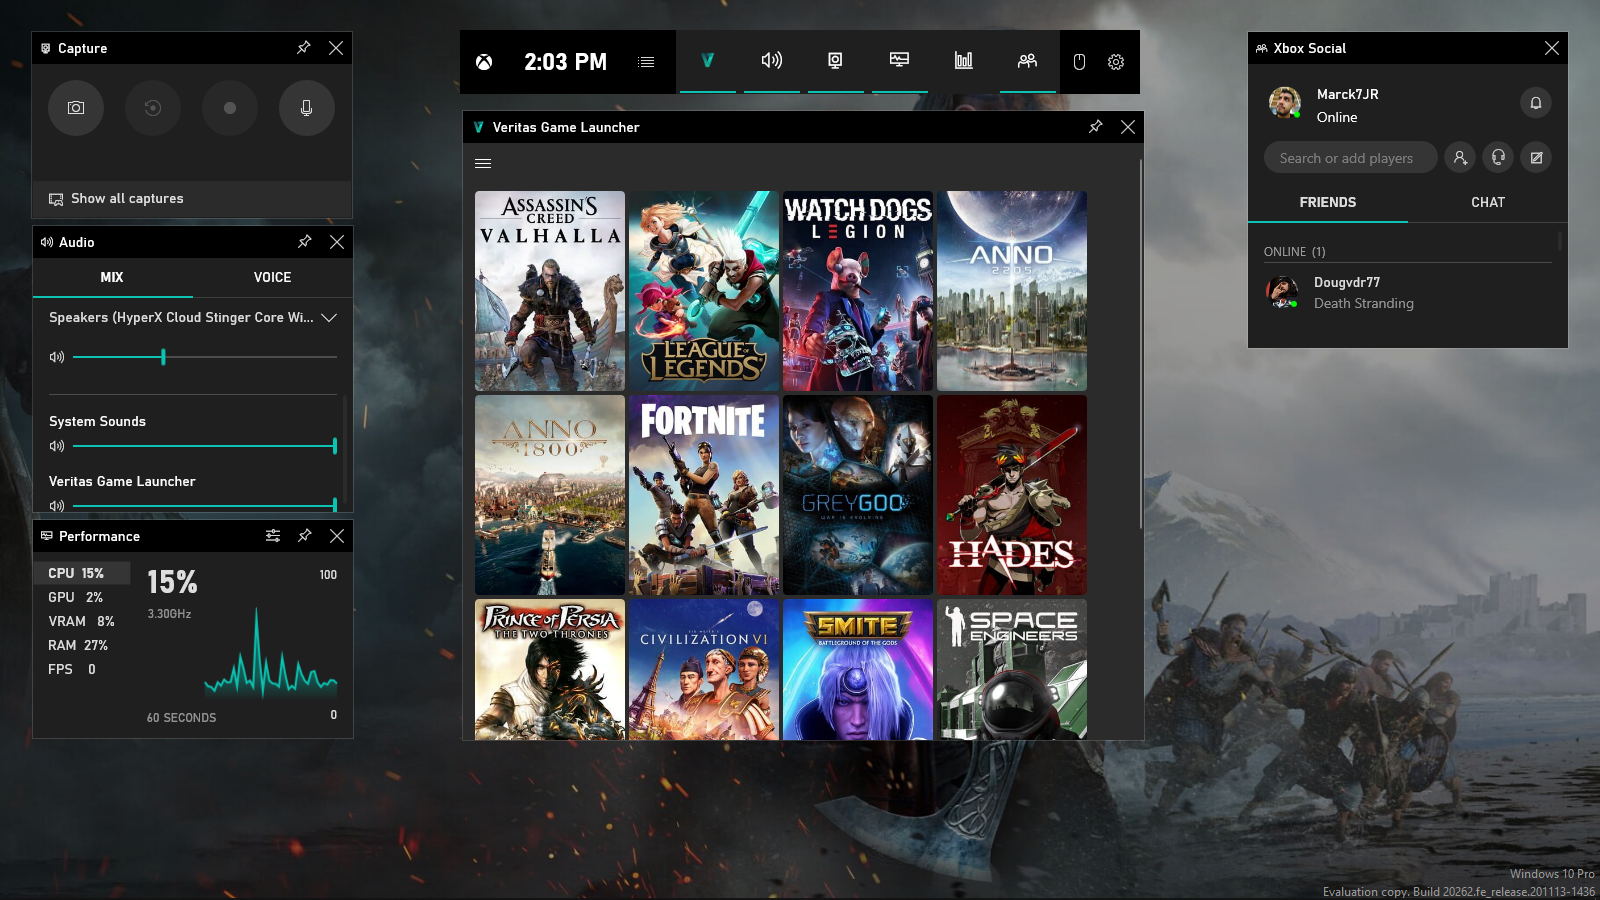 Capture
Show all captures
Audio
MIX
VOICE
Speakers (HyperX Cloud Stinger Core Wi...
System Sounds
Veritas Game Launcher
Performance
CPU 15%
GPU 2%
VRAM 8%
RAM 27%
FPS 0
15%
3.30GHz
100
60 SECONDS
0
2:03 PM
Veritas Game Launcher
ASSASSIN'S
CREED
VALHALLA
LEAGUE OF
LEGENDS
WATCH DOGS
LEGION
ANNO
2205
ANNO
1800
FORTNITE
GREY GOO
WAR IS EVOLVING
HADES
PRINCE OF PERSIA
THE TWO THRONES
CIVILIZATION VI
SMITE
BATTLEGROUND OF THE GODS
SPACE
ENGINEERS
Xbox Social
Marck7JR
Online
Search or add players
FRIENDS
CHAT
ONLINE (1)
Dougvdr77
Death Stranding
Windows 10 Pro
Evaluation copy. Build 20262.fe_release.201113-1436